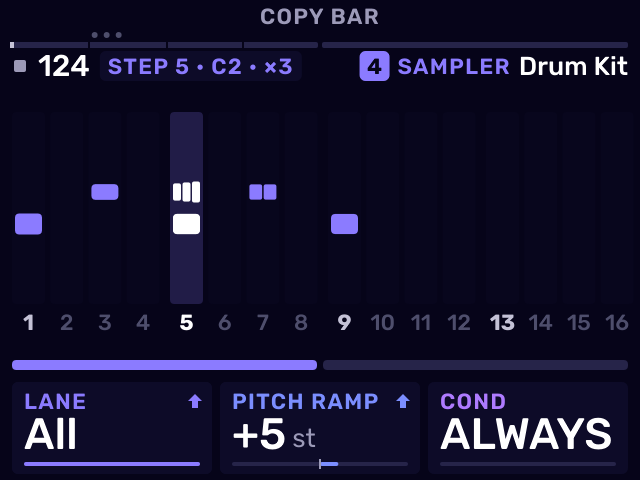 COPY BAR
124 STEP 5 • C2 • ×3 4 SAMPLER Drum Kit
1 2 3 4 5 6 7 8 9 10 11 12 13 14 15 16
LANE PITCH RAMP COND
All +5 st ALWAYS